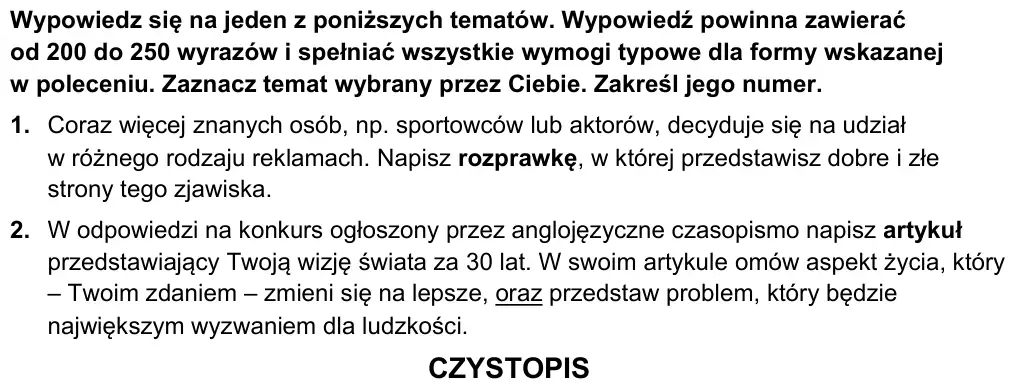 Wypowiedz się na jeden z poniższych tematów. Wypowiedź powinna zawierać
od 200 do 250 wyrazów i spełniać wszystkie wymogi typowe dla formy wskazanej
w poleceniu. Zaznacz temat wybrany przez Ciebie. Zakreśl jego numer.
1. Coraz więcej znanych osób, np. sportowców lub aktorów, decyduje się na udział
w różnego rodzaju reklamach. Napisz rozprawkę, w której przedstawisz dobre i złe
strony tego zjawiska.
2. W odpowiedzi na konkurs ogłoszony przez anglojęzyczne czasopismo napisz artykuł
przedstawiający Twoją wizję świata za 30 lat. W swoim artykule omów aspekt życia, który
– Twoim zdaniem – zmieni się na lepsze, oraz przedstaw problem, który będzie
największym wyzwaniem dla ludzkości.
CZYSTOPIS